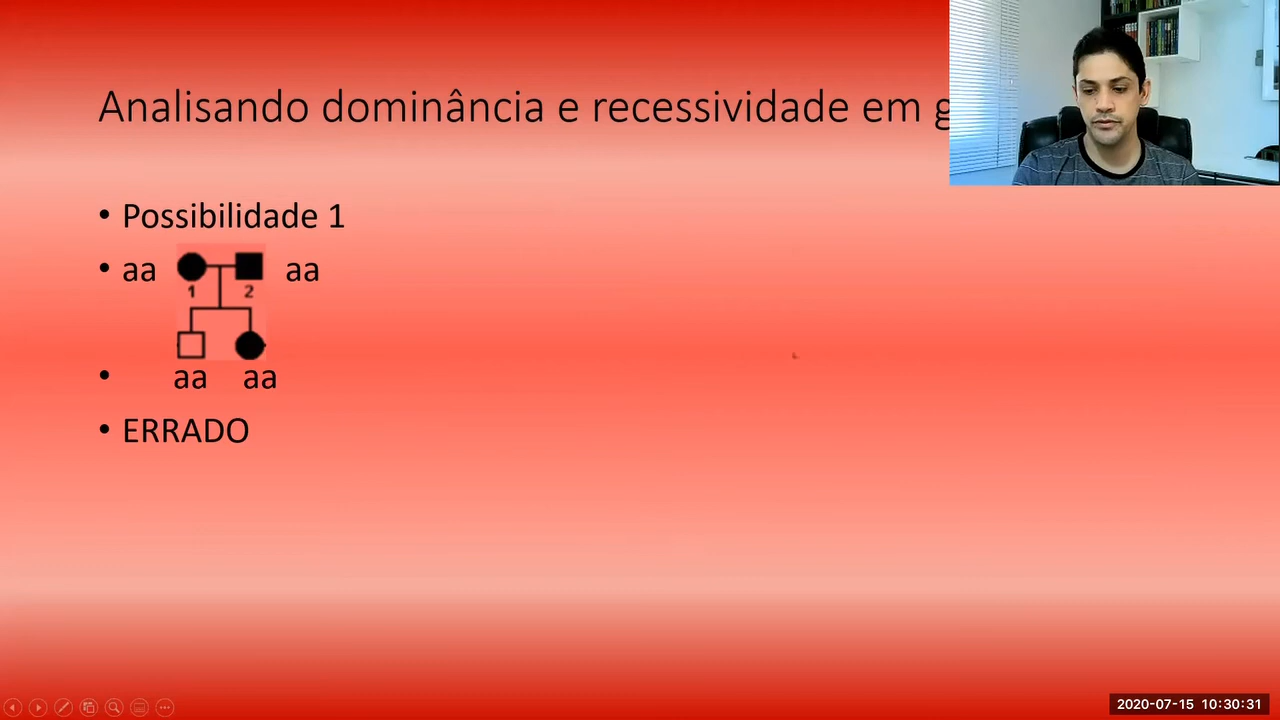 Analisando dominância e recessividade em g
• Possibilidade 1
• aa aa
1 2
• aa aa
• ERRADO
2020-07-15 10:30:31